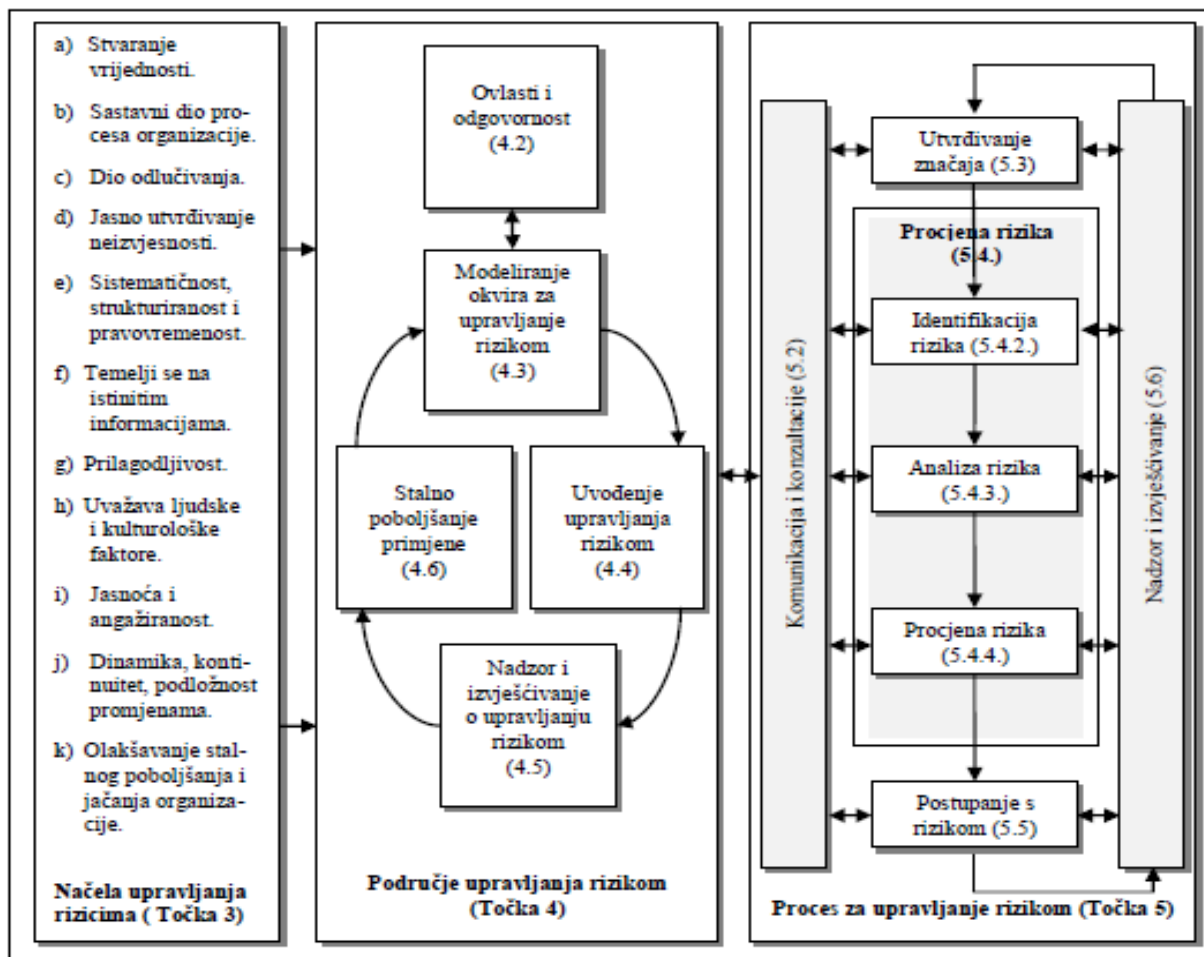 a) Stvaranje
vrijednosti.
b) Sastavni dio pro-
cesa organizacije.
c) Dio odlučivanja.
d) Jasno utvrđivanje
neizvjesnosti.
e) Sistematičnost,
strukturiranost i
pravovremenost.
f) Temelji se na
istinitim
informacijama.
g) Prilagodljivost.
h) Uvažava ljudske
i kulturološke
faktore.
i) Jasnoća i
angažiranost.
j) Dinamika, konti-
nuitet, podložnost
promjenama.
k) Olakšavanje stal-
nog poboljšanja i
jačanja organiza-
cije.
Načela upravljanja
rizicima ( Točka 3)
Ovlasti i
odgovornost
(4.2)
Modeliranje
okvira za
upravljanje
rizikom
(4.3)
Stalno
poboljšanje
primjene
(4.6)
Uvođenje
upravljanja
rizikom
(4.4)
Nadzor i
izvješćivanje
o upravljanju
rizikom
(4.5)
Područje upravljanja rizikom
(Točka 4)
Komunikacija i konzultacije (5.2)
Utvrđivanje
značaja (5.3)
Procjena rizika
(5.4.)
Identifikacija
rizika (5.4.2.)
Analiza rizika
(5.4.3.)
Procjena rizika
(5.4.4.)
Postupanje s
rizikom (5.5)
Nadzor i izvješćivanje (5.6)
Proces za upravljanje rizikom (Točka 5)